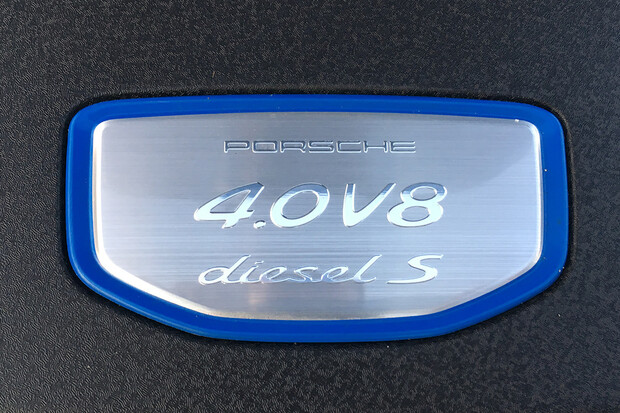 PORSCHE
4.0V8
diesel S